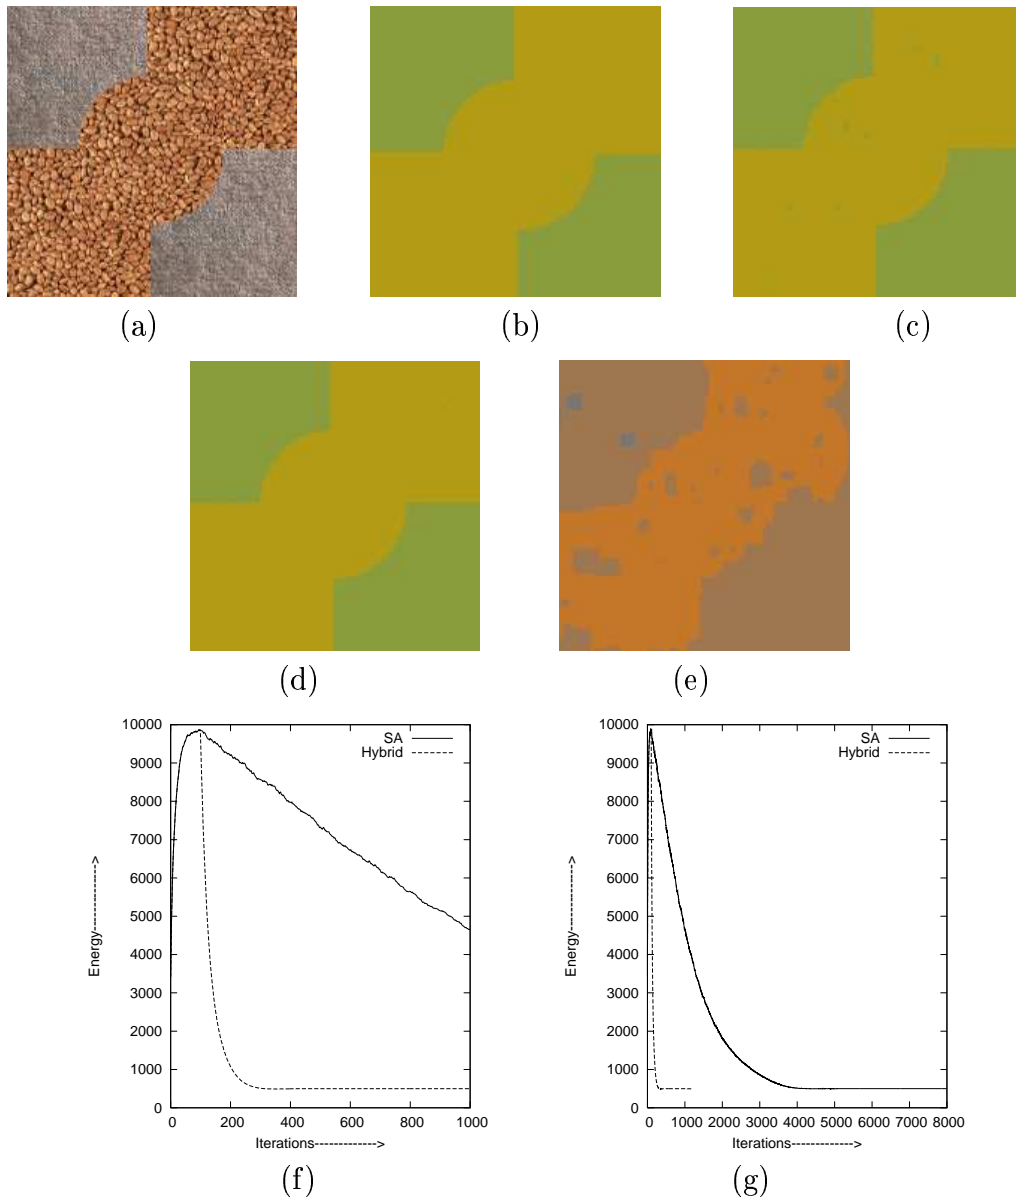 (a)
(b)
(c)
(d)
(e)
10000
9000
8000
7000
6000
5000
4000
3000
2000
1000
0
Energy------------->
SA
Hybrid
0
200
400
600
800
1000
Iterations------------->
(f)
10000
9000
8000
7000
6000
5000
4000
3000
2000
1000
0
Energy------------->
SA
Hybrid
0
1000
2000
3000
4000
5000
6000
7000
8000
Iterations------------->
(g)